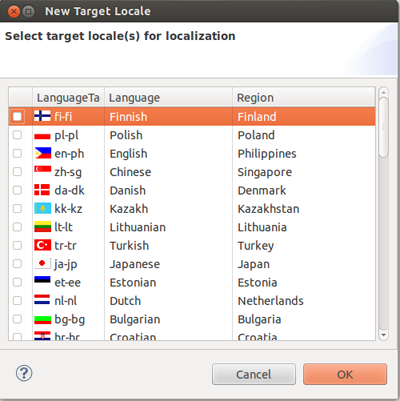 New Target Locale
Select target locale(s) for localization
LanguageTa Language Region
fi-fi Finnish Finland
pl-pl Polish Poland
en-ph English Philippines
zh-sg Chinese Singapore
da-dk Danish Denmark
kk-kz Kazakh Kazakhstan
lt-lt Lithuanian Lithuania
tr-tr Turkish Turkey
ja-jp Japanese Japan
et-ee Estonian Estonia
nl-nl Dutch Netherlands
bg-bg Bulgarian Bulgaria
hr-hr Croatian Croatia
? Cancel OK